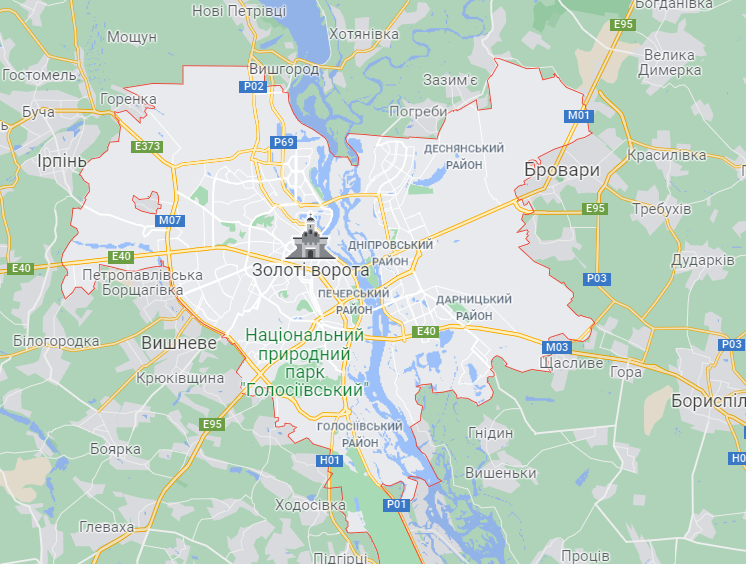 Богданівка
Нові Петрівці
E95
Мощун
Хотянівка
Велика
Димерка
Гостомель
Вишгород
Зазим'є
P02
Горенка
Буча
Погреби
M01
E373
P69
ДЕСНЯНСЬКИЙ
РАЙОН
Ірпінь
Красилівка
Бровари
M07
E95
Требухів
ДНІПРОВСЬКИЙ
РАЙОН
E40
E40
Золоті ворота
Дударків
Петропавлівська
Борщагівка
P03
ПЕЧЕРСЬКИЙ
РАЙОН
ДАРНИЦЬКИЙ
РАЙОН
Національний
природний
парк
"Голосіївський"
E40
Білогородка
Вишневе
M03
P03
Щасливе
Гора
Крюківщина
Бориспіл
E95
ГОЛОСІЇВСЬКИЙ
РАЙОН
Гнідин
Боярка
H01
Вишеньки
H0
Ходосівка
P01
Глеваха
Підгірці
Проців